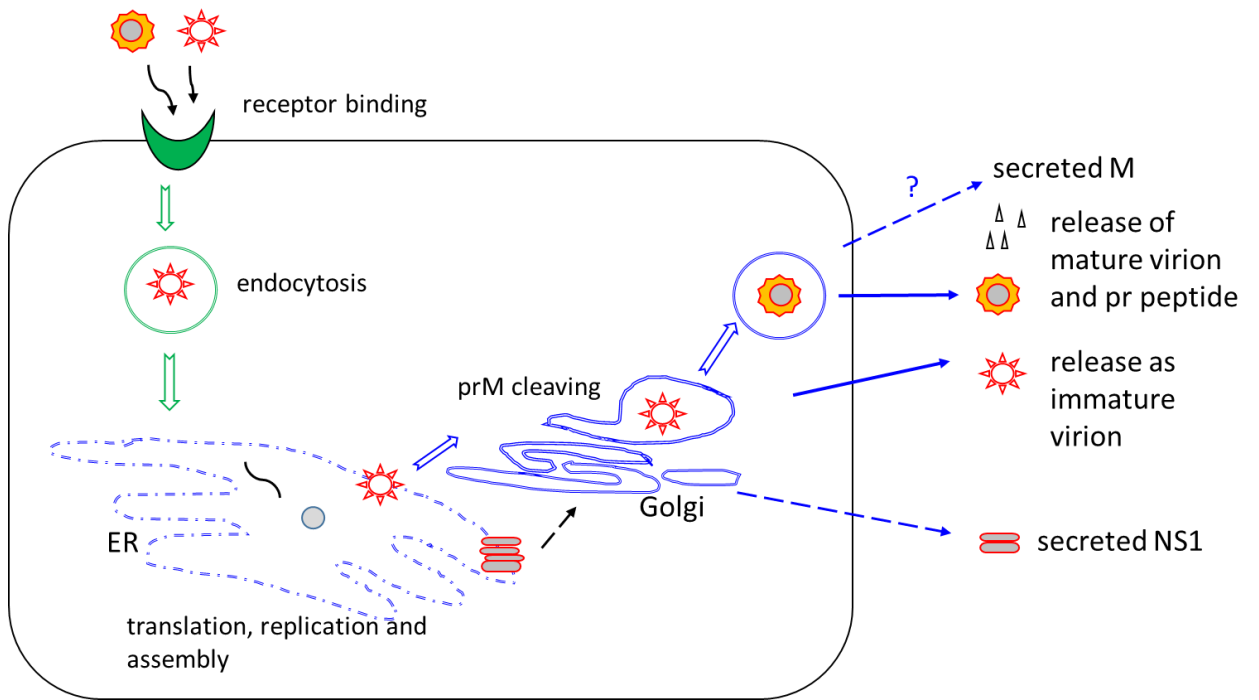 receptor binding
secreted M
?
release of
mature virion
and pr peptide
endocytosis
release as
immature
virion
prM cleaving
Golgi
ER
secreted NS1
translation, replication and
assembly